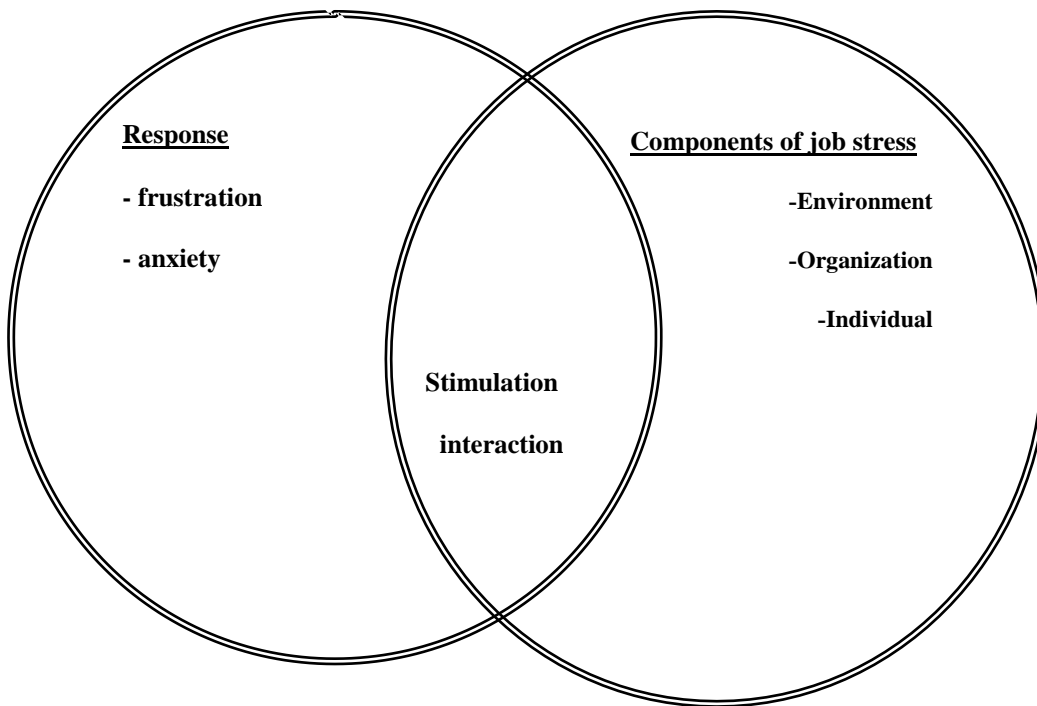 Response
- frustration
- anxiety
Components of job stress
-Environment
-Organization
-Individual
Stimulation
interaction